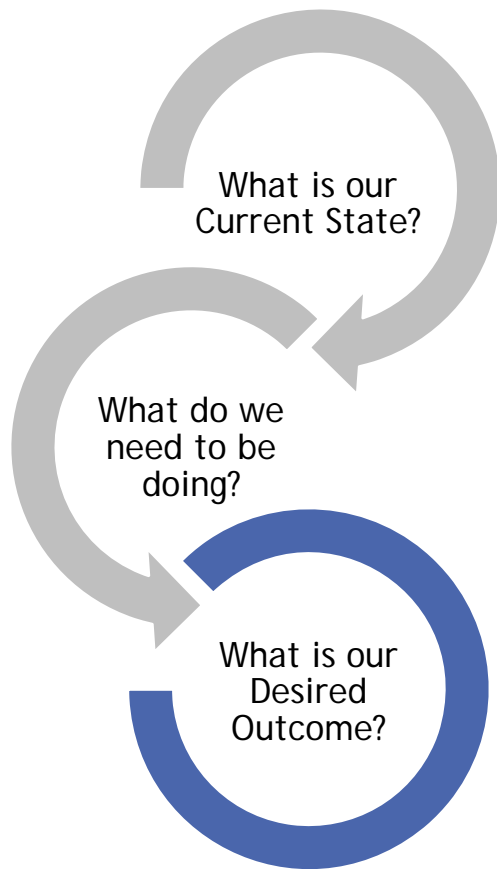 What is our
Current State?
What do we
need to be
doing?
What is our
Desired
Outcome?